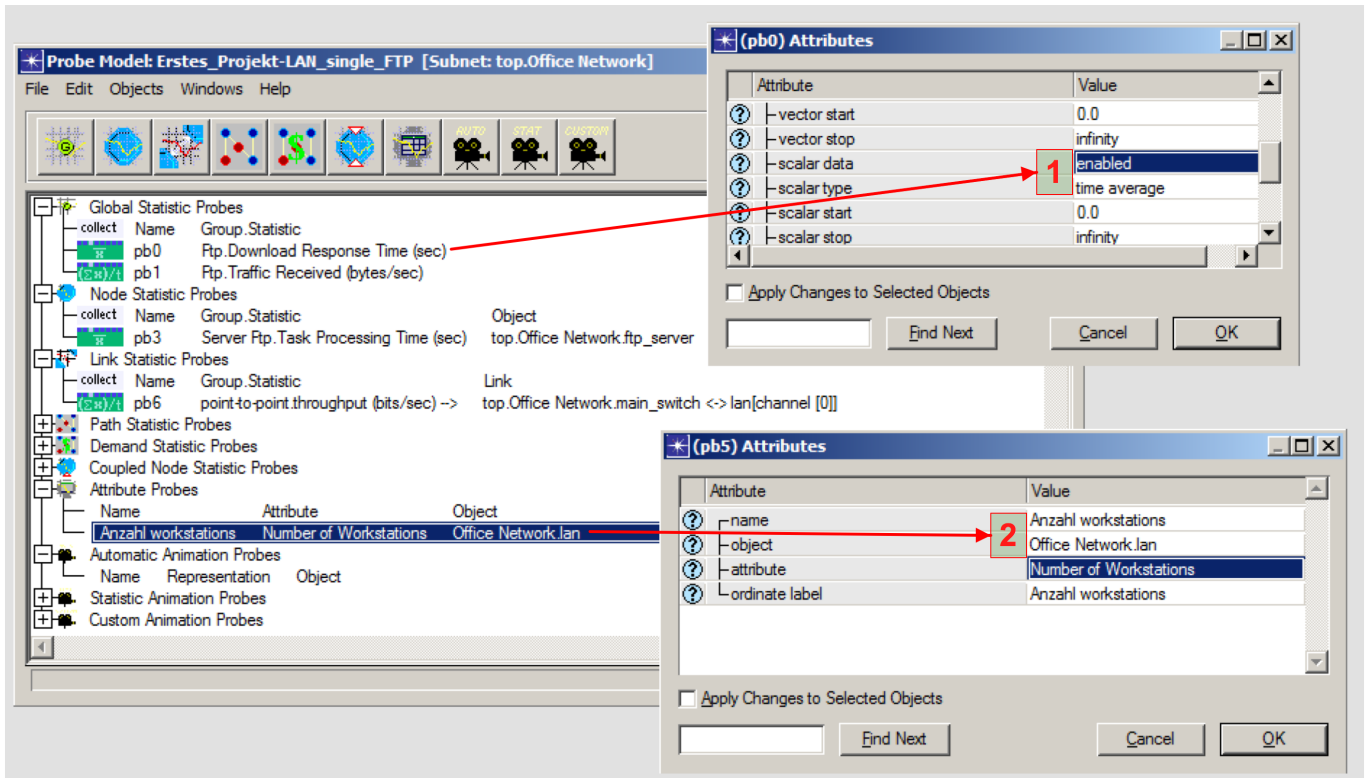 Probe Model: Erstes_Projekt-LAN_single_FTP [Subnet: top.Office Network]
File Edit Objects Windows Help
G
AUTO STAT CUSTOM
Global Statistic Probes
collect Name Group.Statistic
pb0 Ftp.Download Response Time (sec)
(Σx)/t pb1 Ftp.Traffic Received (bytes/sec)
Node Statistic Probes
collect Name Group.Statistic Object
pb3 Server Ftp.Task Processing Time (sec) top.Office Network.ftp_server
Link Statistic Probes
collect Name Group.Statistic Link
(Σx)/t pb6 point-to-point.throughput (bits/sec) --> top.Office Network.main_switch <-> lan[channel [0]]
Path Statistic Probes
Demand Statistic Probes
Coupled Node Statistic Probes
Attribute Probes
Name Attribute Object
Anzahl workstations Number of Workstations Office Network.lan
Automatic Animation Probes
Name Representation Object
Statistic Animation Probes
Custom Animation Probes
(pb0) Attributes
Attribute Value
vector start 0.0
vector stop infinity
scalar data enabled
1
scalar type time average
scalar start 0.0
scalar stop infinity
Apply Changes to Selected Objects
Find Next Cancel OK
(pb5) Attributes
Attribute Value
name Anzahl workstations
2
object Office Network.lan
attribute Number of Workstations
ordinate label Anzahl workstations
Apply Changes to Selected Objects
Find Next Cancel OK